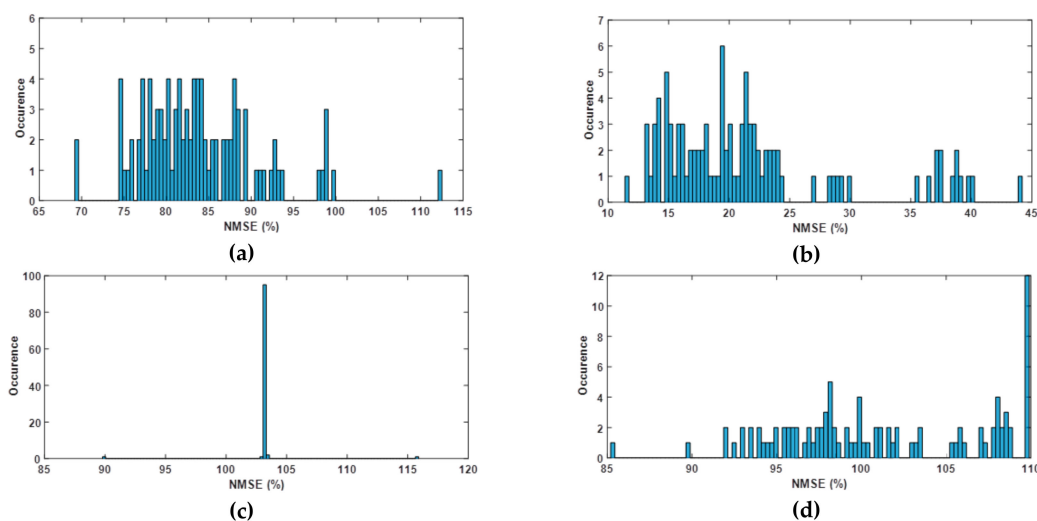 6
5
4
3
2
1
0
Occurence
65 70 75 80 85 90 95 100 105 110 115
NMSE (%)
(a)
7
6
5
4
3
2
1
0
Occurence
10 15 20 25 30 35 40 45
NMSE (%)
(b)
100
80
60
40
20
0
Occurence
85 90 95 100 105 110 115 120
NMSE (%)
(c)
12
10
8
6
4
2
0
Occurence
85 90 95 100 105 110
NMSE (%)
(d)